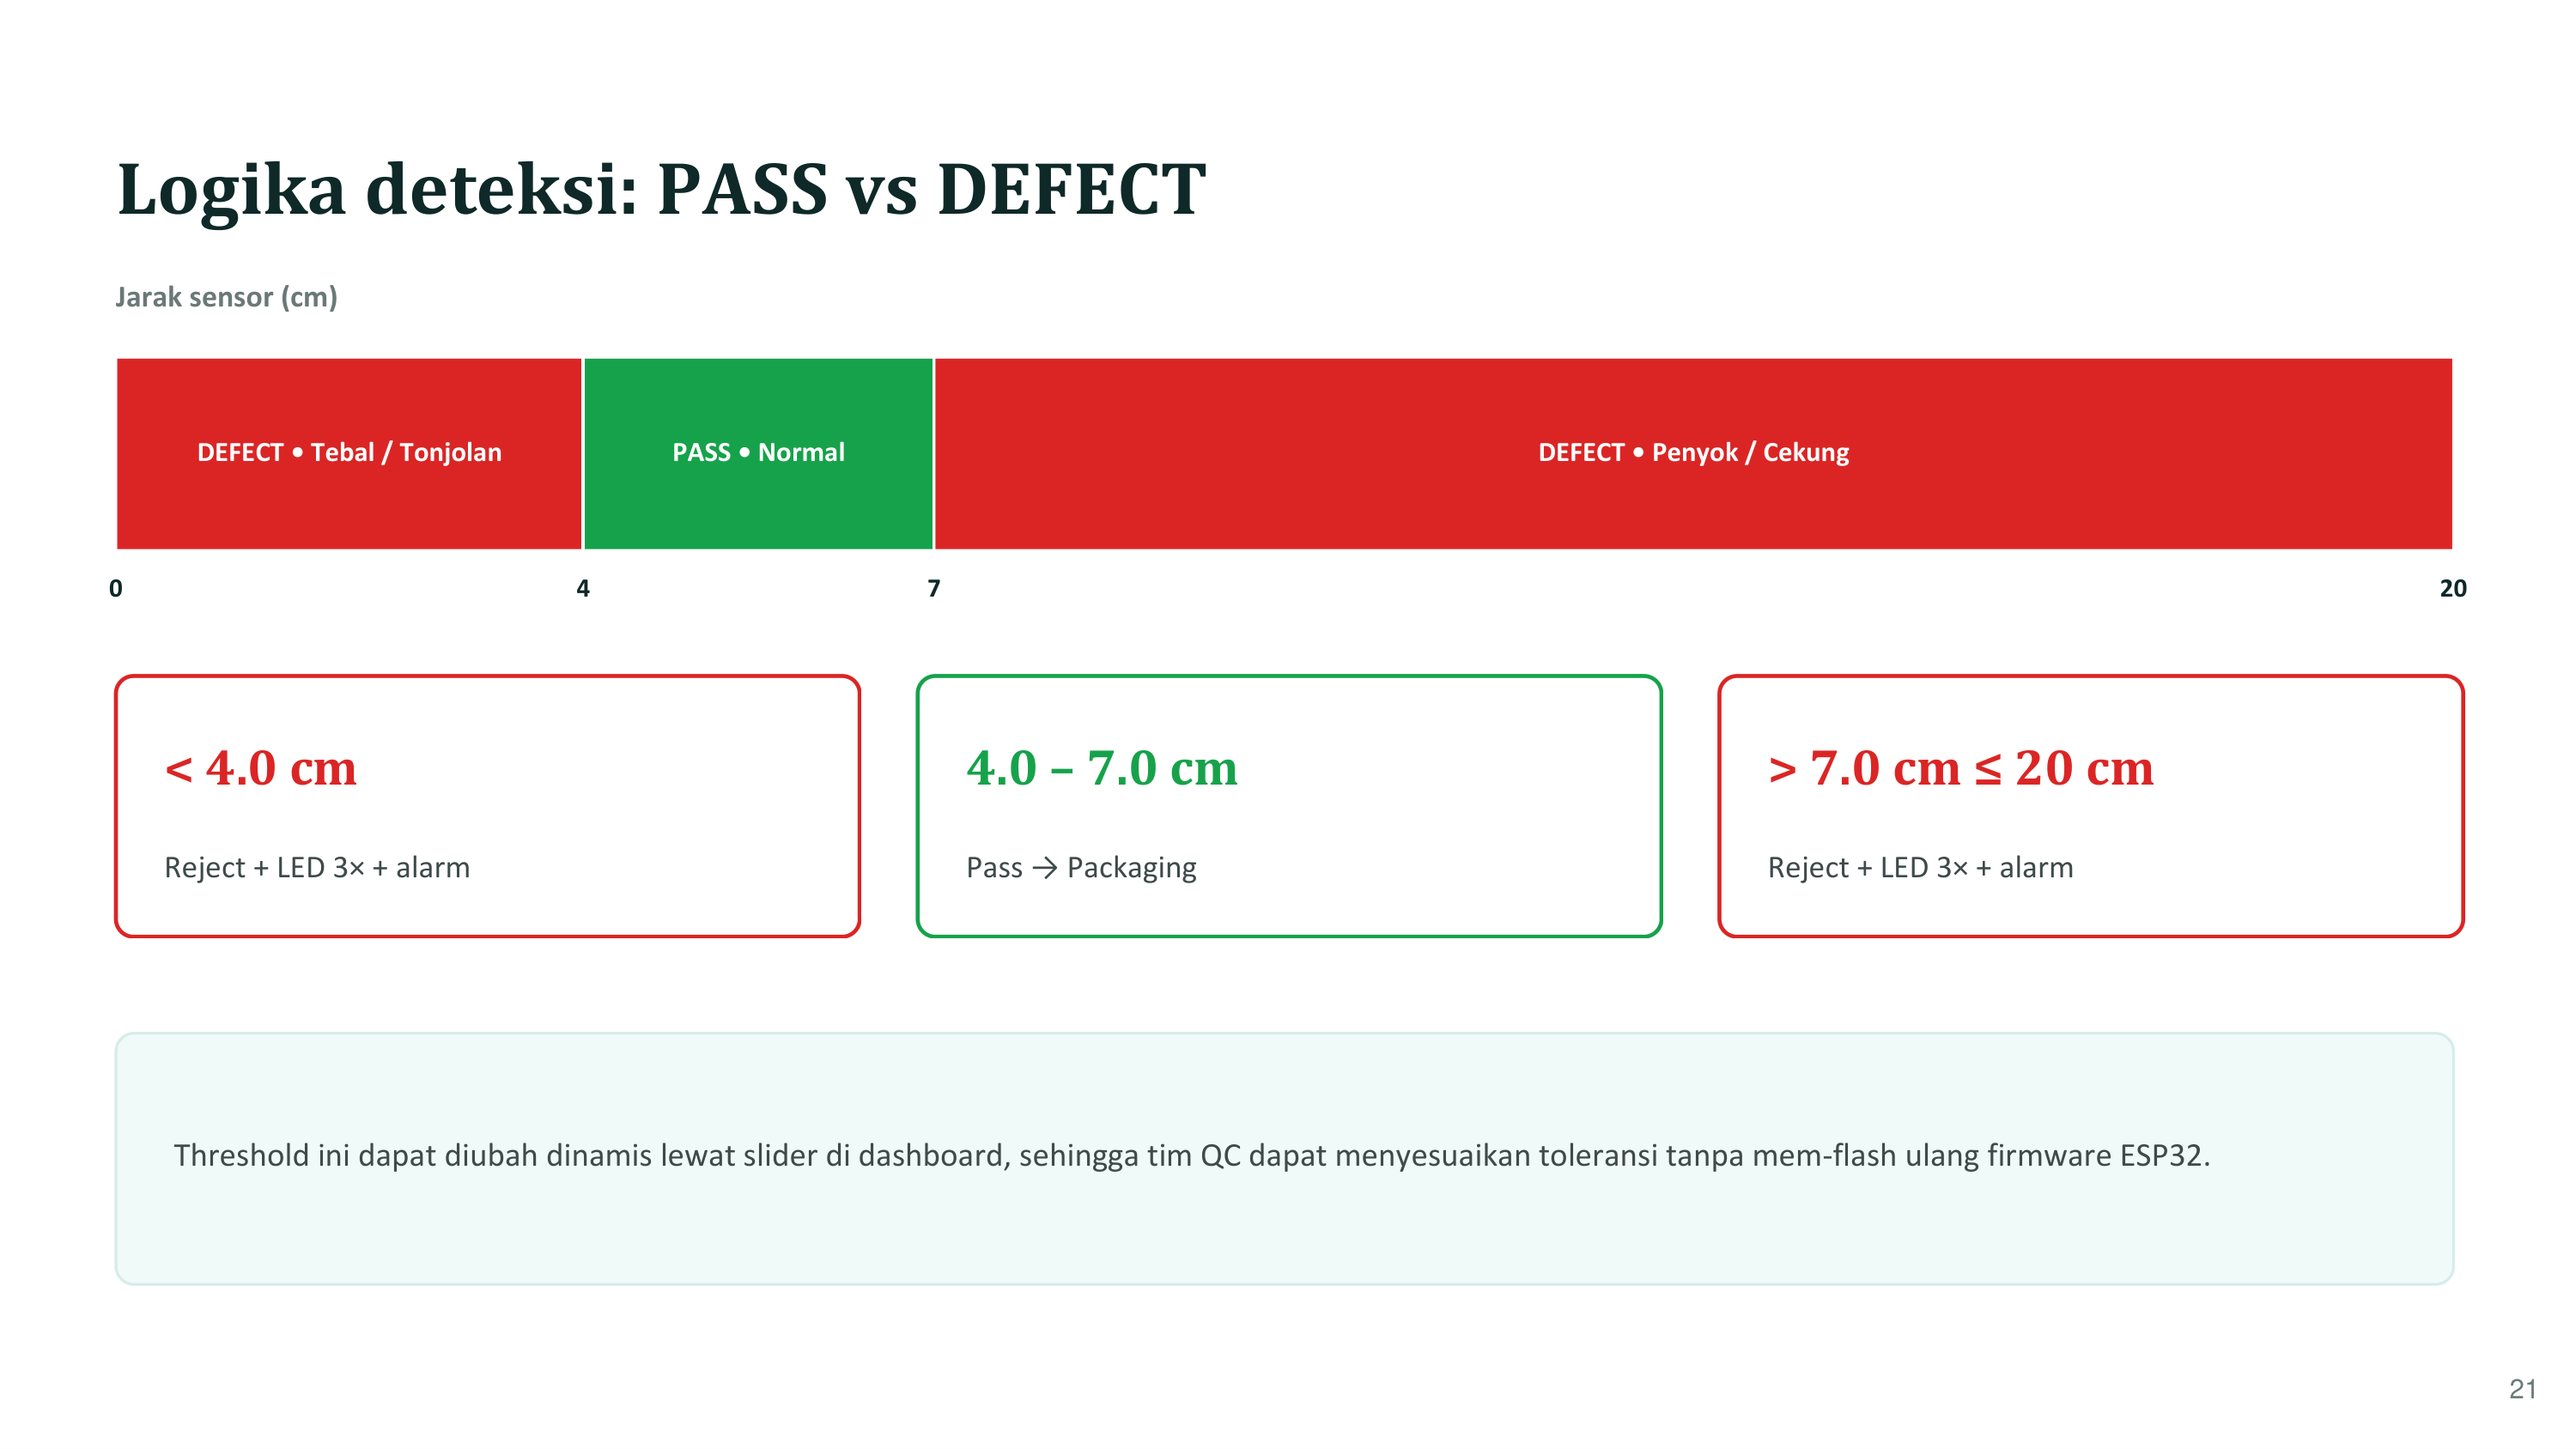 Logika deteksi: PASS vs DEFECT
Jarak sensor (cm)
DEFECT • Tebal / Tonjolan
PASS • Normal
DEFECT • Penyok / Cekung
0
4
7
20
< 4.0 cm
Reject + LED 3× + alarm
4.0 – 7.0 cm
Pass → Packaging
> 7.0 cm ≤ 20 cm
Reject + LED 3× + alarm
Threshold ini dapat diubah dinamis lewat slider di dashboard, sehingga tim QC dapat menyesuaikan toleransi tanpa mem-flash ulang firmware ESP32.
21